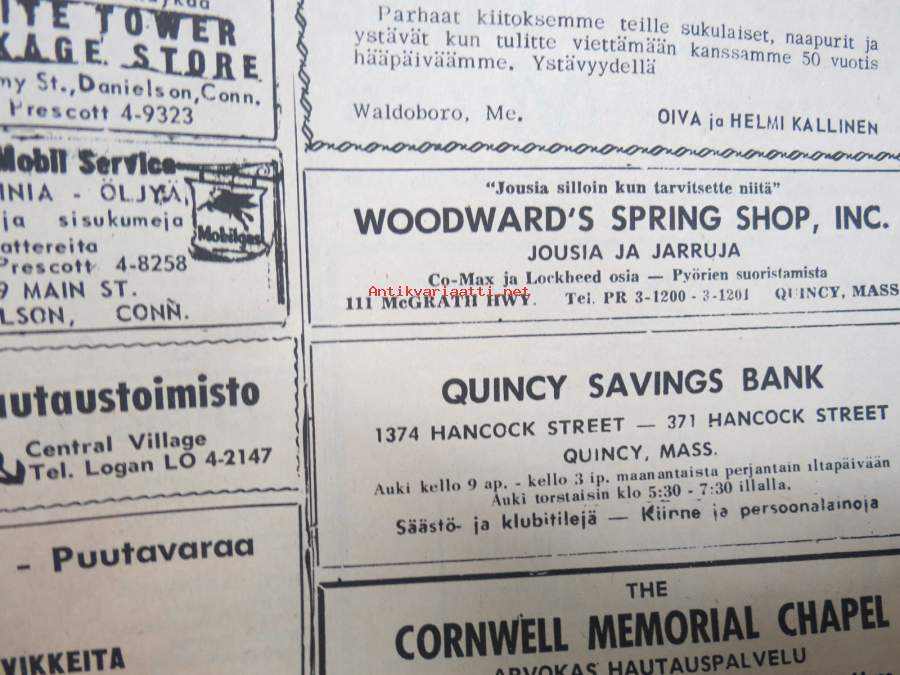 ITE TOWER
KAGE STORE
my St., Danielson, Conn.
Prescott 4-9323
Mobil Service
INIA - ÖLJYÄ,
ja sisukumeja
attereita
Prescott 4-8258
9 MAIN ST.
LSON, CONN.
Mobilgas
autaustoimisto
Central Village
Tel. Logan LO 4-2147
- Puutavaraa
VIKKEITA
Parhaat kiitoksemme teille sukulaiset, naapurit ja
ystävät kun tulitte viettämään kanssamme 50 vuotis
hääpäiväämme. Ystävyydellä
Waldoboro, Me. OIVA ja HELMI KALLINEN
"Jousia silloin kun tarvitsette niitä"
WOODWARD'S SPRING SHOP, INC.
JOUSIA JA JARRUJA
Co-Max ja Lockheed osia — Pyörien suoristamista
Antikvariaatti.net
111 McGRATH HWY. Tel. PR 3-1200 - 3-1201 QUINCY, MASS
QUINCY SAVINGS BANK
1374 HANCOCK STREET — 371 HANCOCK STREET
QUINCY, MASS.
Auki kello 9 ap. - kello 3 ip. maanantaista perjantain iltapäivään
Auki torstaisin klo 5:30 - 7:30 illalla.
Säästö- ja klubitilejä — Kiinne ja persoonalainoja
THE
CORNWELL MEMORIAL CHAPEL
ARVOKAS HAUTAUSPALVELU